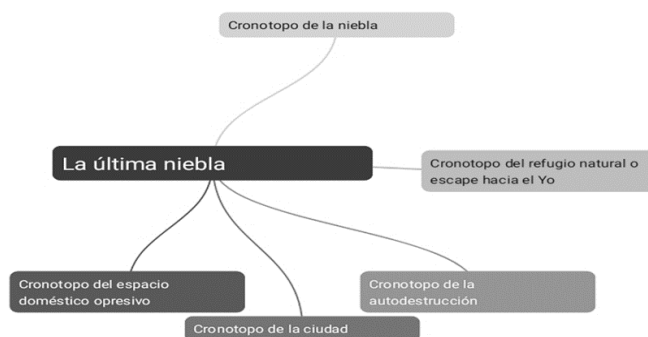 Cronotopo de la niebla
La última niebla
Cronotopo del refugio natural o
escape hacia el Yo
Cronotopo del espacio
doméstico opresivo
Cronotopo de la
autodestrucción
Cronotopo de la ciudad